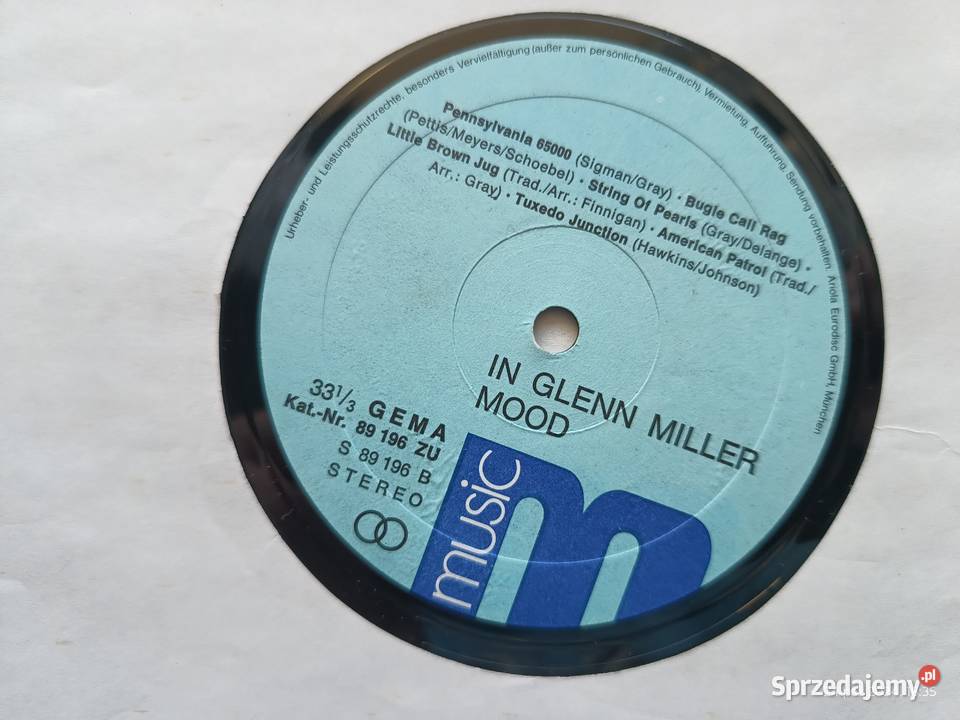 Urheber- und Leistungsschutzrechte, besonders Vervielfältigung (außer zum persönlichen Gebrauch), Vermietung, Aufführung, Sendung vorbehalten. Ariola Eurodisc GmbH, München
Pennsylvania 65000 (Sigman/Gray) · Bugle Call Rag
(Pettis/Meyers/Schoebel) · String Of Pearls (Gray/Delange) ·
Little Brown Jug (Trad./Arr.: Finnigan) · American Patrol (Trad./
Arr.: Gray) · Tuxedo Junction (Hawkins/Johnson)
IN GLENN MILLER
MOOD
33 1/3 GEMA
Kat.-Nr. 89 196 ZU
S 89 196 B
STEREO
music
m
Sprzedajemy.pl